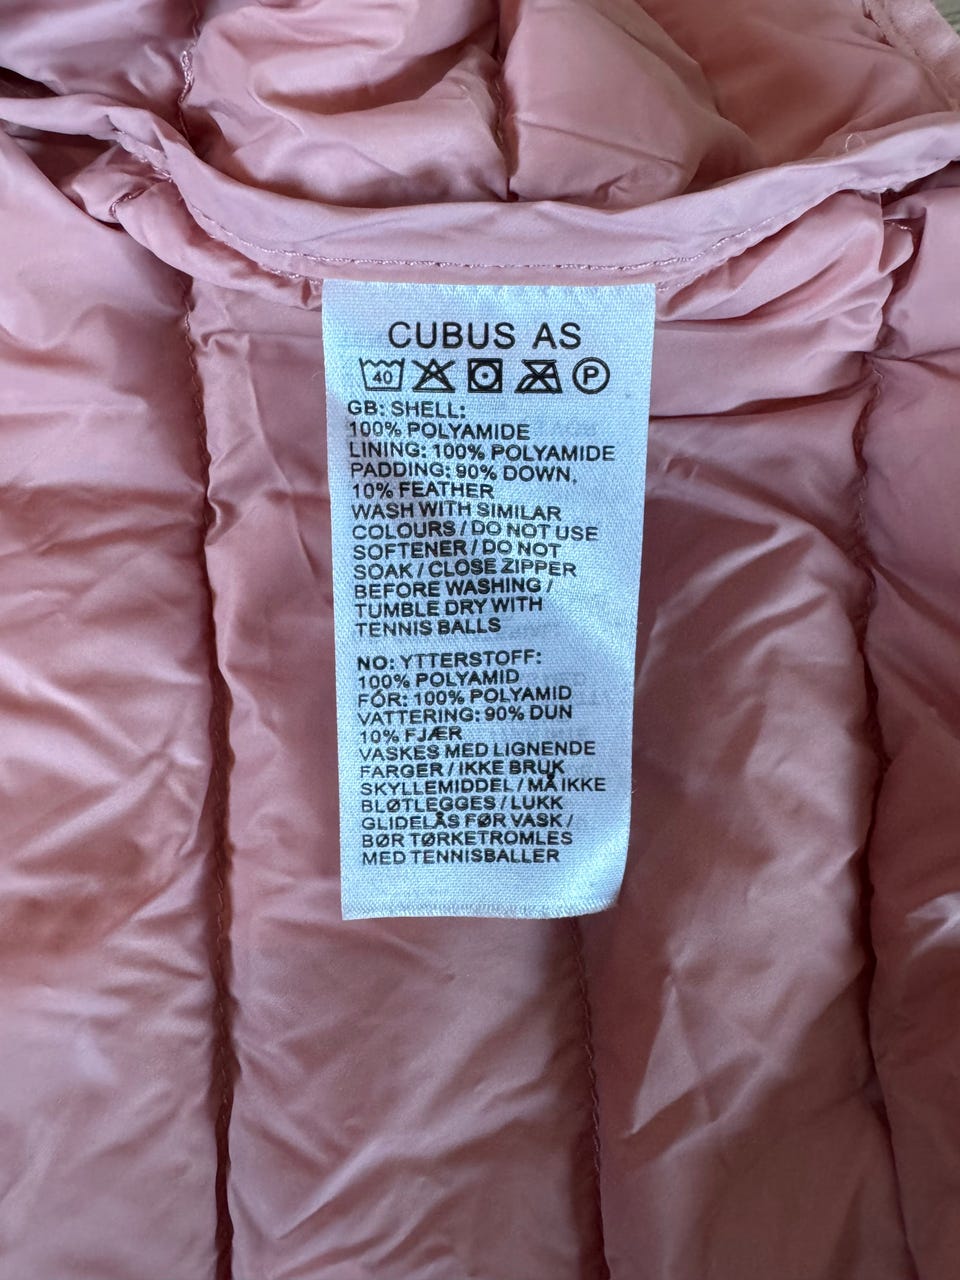 CUBUS AS
40 P
GB: SHELL:
100% POLYAMIDE
LINING: 100% POLYAMIDE
PADDING: 90% DOWN,
10% FEATHER
WASH WITH SIMILAR
COLOURS / DO NOT USE
SOFTENER / DO NOT
SOAK / CLOSE ZIPPER
BEFORE WASHING /
TUMBLE DRY WITH
TENNIS BALLS
NO: YTTERSTOFF:
100% POLYAMID
FÓR: 100% POLYAMID
VATTERING: 90% DUN
10% FJÆR
VASKES MED LIGNENDE
FARGER / IKKE BRUK
SKYLLEMIDDEL / MÅ IKKE
BLØTLEGGES / LUKK
GLIDELÅS FØR VASK /
BØR TØRKETROMLES
MED TENNISBALLER